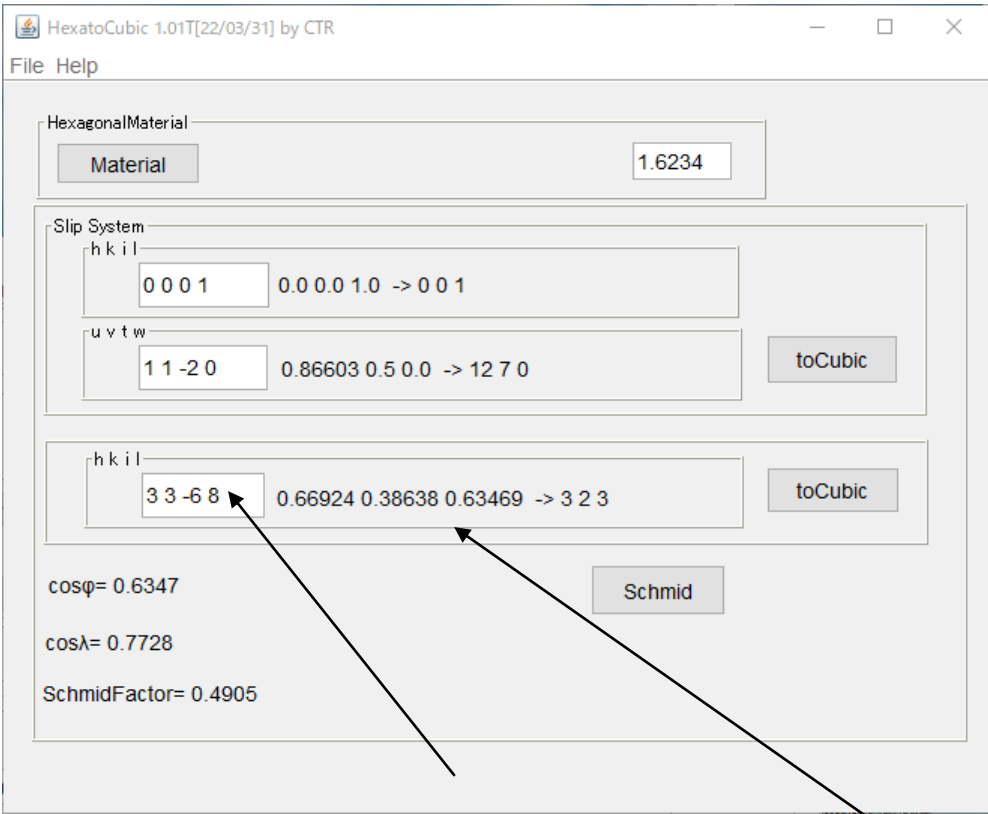 HexatoCubic 1.01T[22/03/31] by CTR
File Help
HexagonalMaterial
Material 1.6234
Slip System
h k i l
0 0 0 1 0.0 0.0 1.0 -> 0 0 1
u v t w
1 1 -2 0 0.86603 0.5 0.0 -> 12 7 0
toCubic
h k i l
3 3 -6 8 0.66924 0.38638 0.63469 -> 3 2 3
toCubic
cosφ= 0.6347
Schmid
cosλ= 0.7728
SchmidFactor= 0.4905